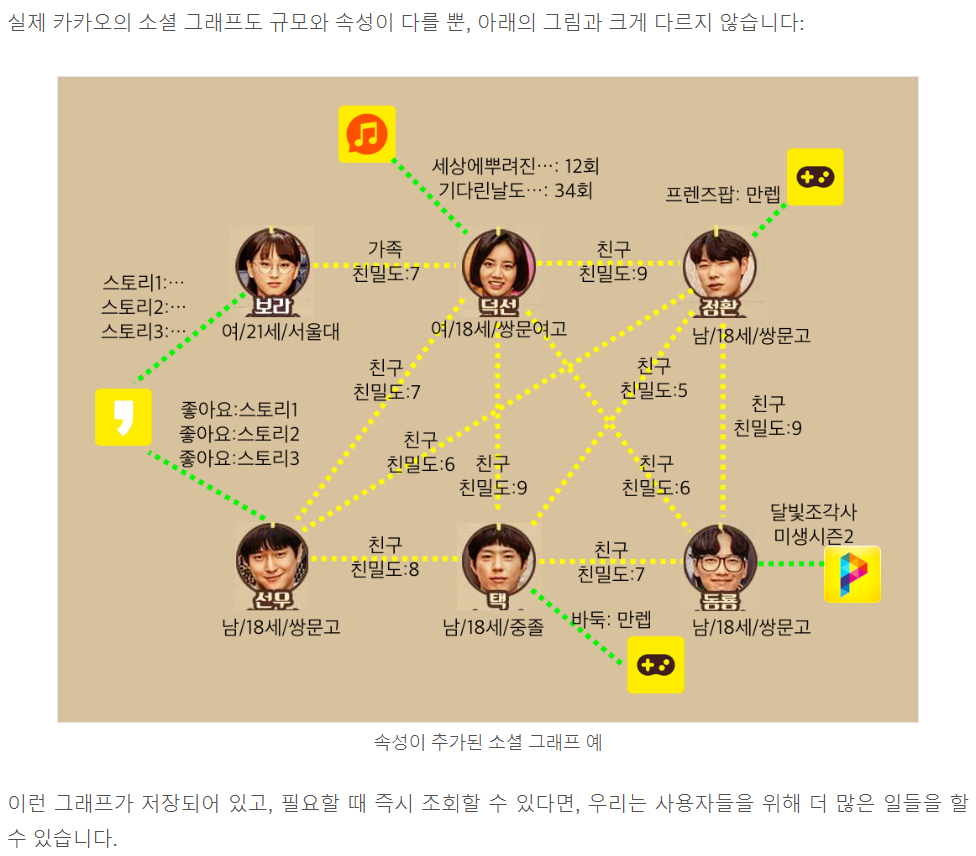 실제 카카오의 소셜 그래프도 규모와 속성이 다를 뿐, 아래의 그림과 크게 다르지 않습니다:
세상에뿌려진…: 12회
기다린날도…: 34회
프렌즈팝: 만렙
가족
친밀도:7
친구
친밀도:9
스토리1:…
스토리2:…
스토리3:…
보라
덕선
정환
여/21세/서울대
여/18세/쌍문여고
남/18세/쌍문고
친구
친밀도:7
친구
친밀도:5
좋아요:스토리1
좋아요:스토리2
좋아요:스토리3
친구
친밀도:9
친구
친밀도:6
친구
친밀도:9
친구
친밀도:6
달빛조각사
미생시즌2
친구
친밀도:8
친구
친밀도:7
P
선우
택
동룡
남/18세/쌍문고
남/18세/중졸
남/18세/쌍문고
바둑: 만렙
속성이 추가된 소셜 그래프 예
이런 그래프가 저장되어 있고, 필요할 때 즉시 조회할 수 있다면, 우리는 사용자들을 위해 더 많은 일들을 할
수 있습니다.